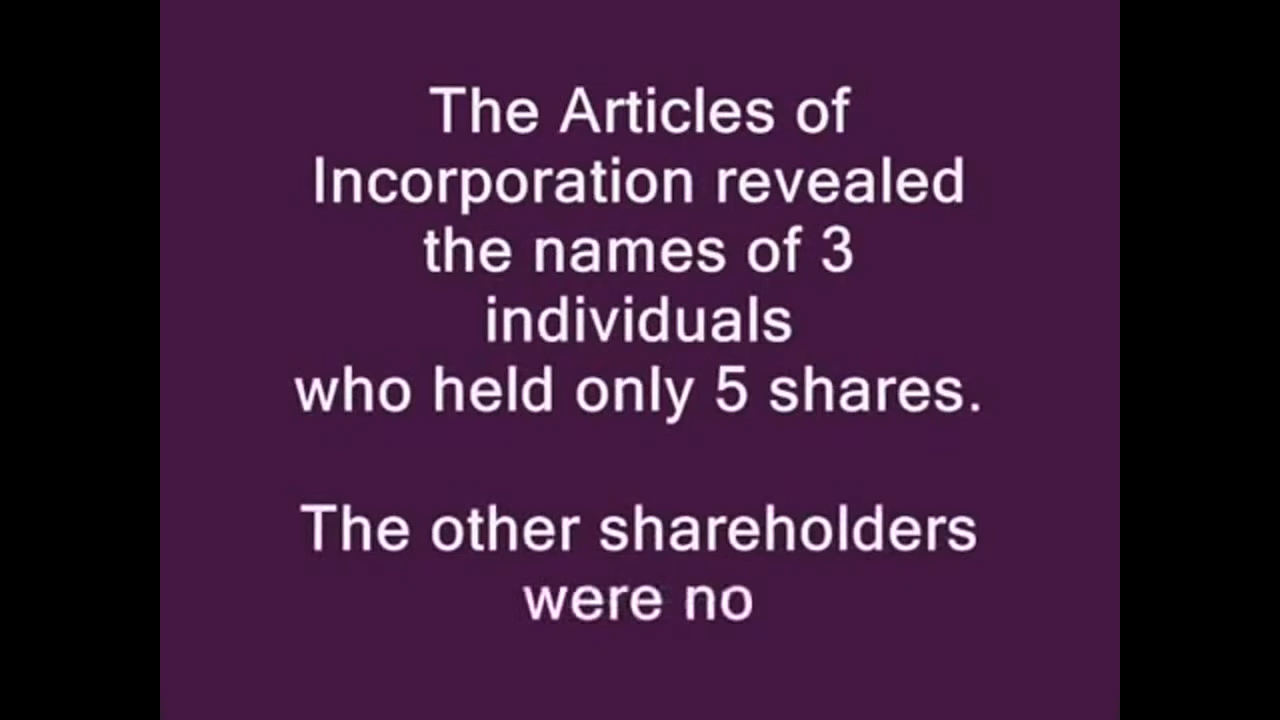 The Articles of
Incorporation revealed
the names of 3
individuals
who held only 5 shares.
The other shareholders
were no